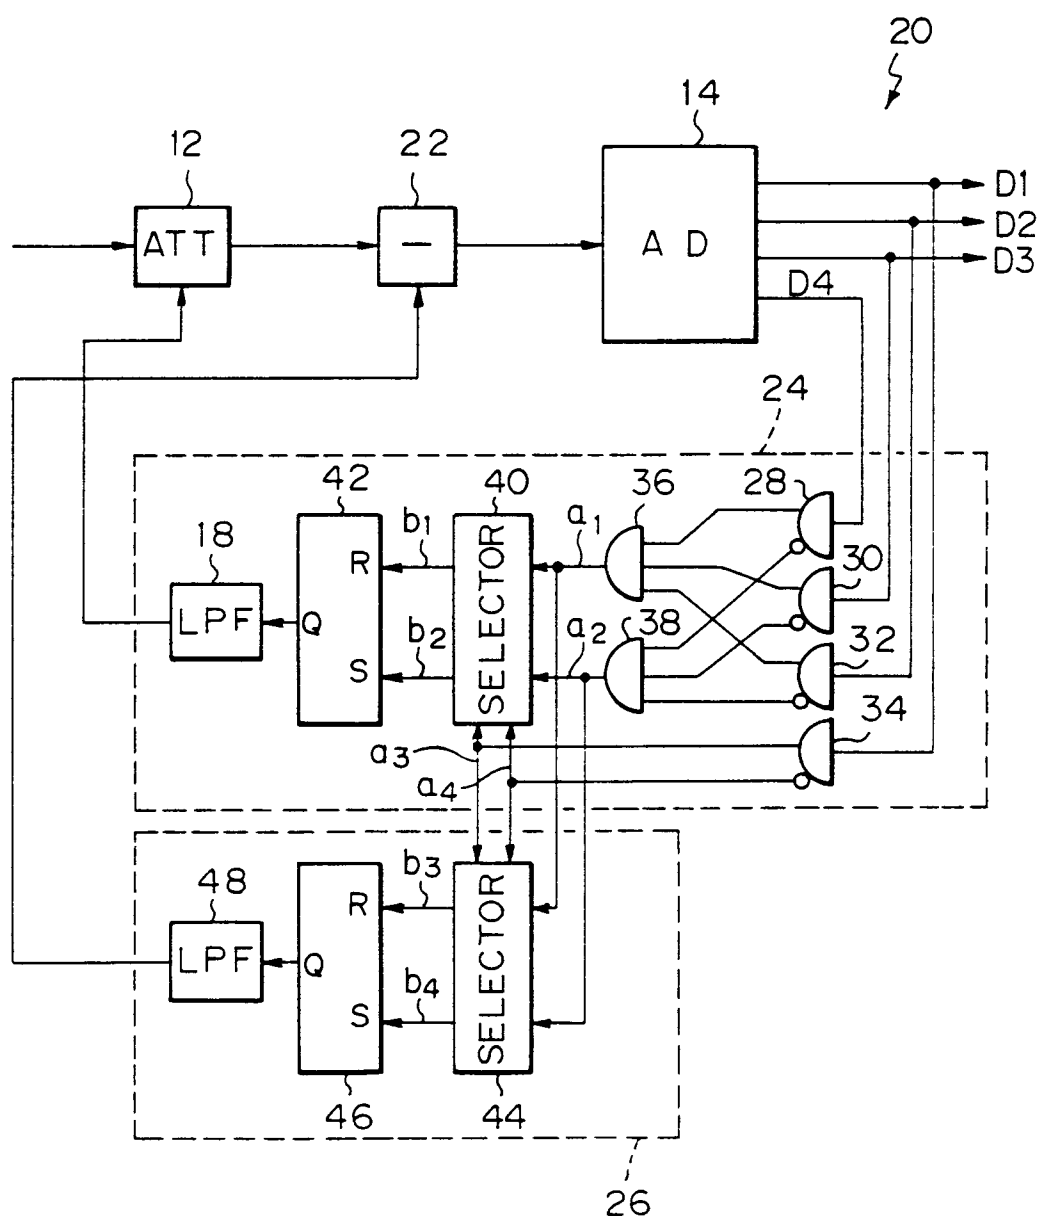 20
14
12
22
D1
ATT
−
A D
D2
D3
D4
24
42
40
36
28
b1
a1
18
R
30
LPF
Q
SELECTOR
b2
a2
38
32
S
34
a3
a4
b3
48
R
LPF
Q
SELECTOR
b4
S
46
44
26